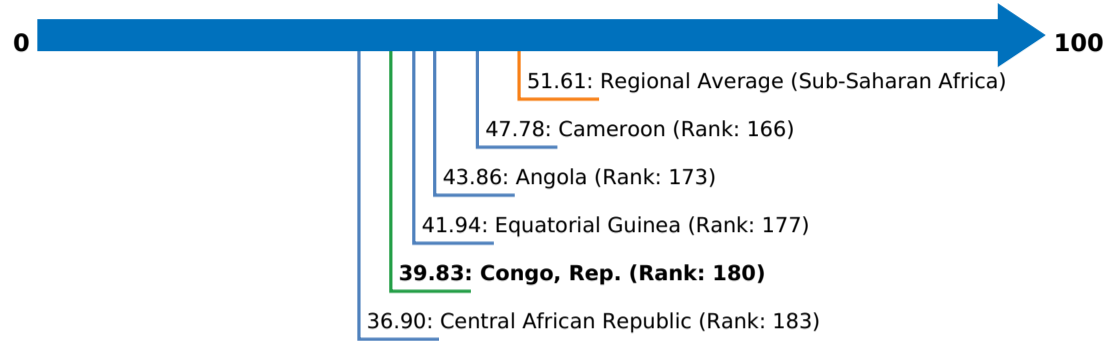 0
100
51.61: Regional Average (Sub-Saharan Africa)
47.78: Cameroon (Rank: 166)
43.86: Angola (Rank: 173)
41.94: Equatorial Guinea (Rank: 177)
39.83: Congo, Rep. (Rank: 180)
36.90: Central African Republic (Rank: 183)